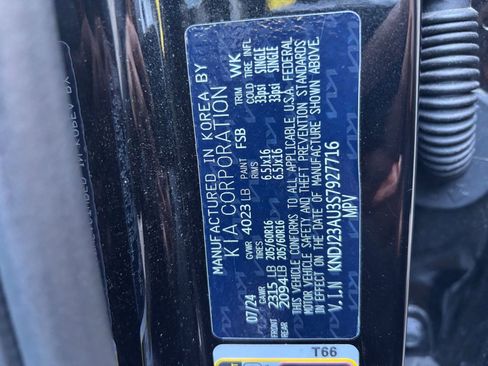 MANUFACTURED IN KOREA BY
KIA CORPORATION
07/24 GVWR 4023 LB PAINT FSB TRIM WK
GAWR TIRES RIMS COLD TIRE INFL
FRONT 2315 LB 205/60R16 6.5Jx16 33psi SINGLE
REAR 2094 LB 205/60R16 6.5Jx16 33psi SINGLE
THIS VEHICLE CONFORMS TO ALL APPLICABLE U.S.A. FEDERAL
MOTOR VEHICLE SAFETY AND THEFT PREVENTION STANDARDS
IN EFFECT ON THE DATE OF MANUFACTURE SHOWN ABOVE.
V.I.N KNDJ23AU3S7927716
MPV
T66